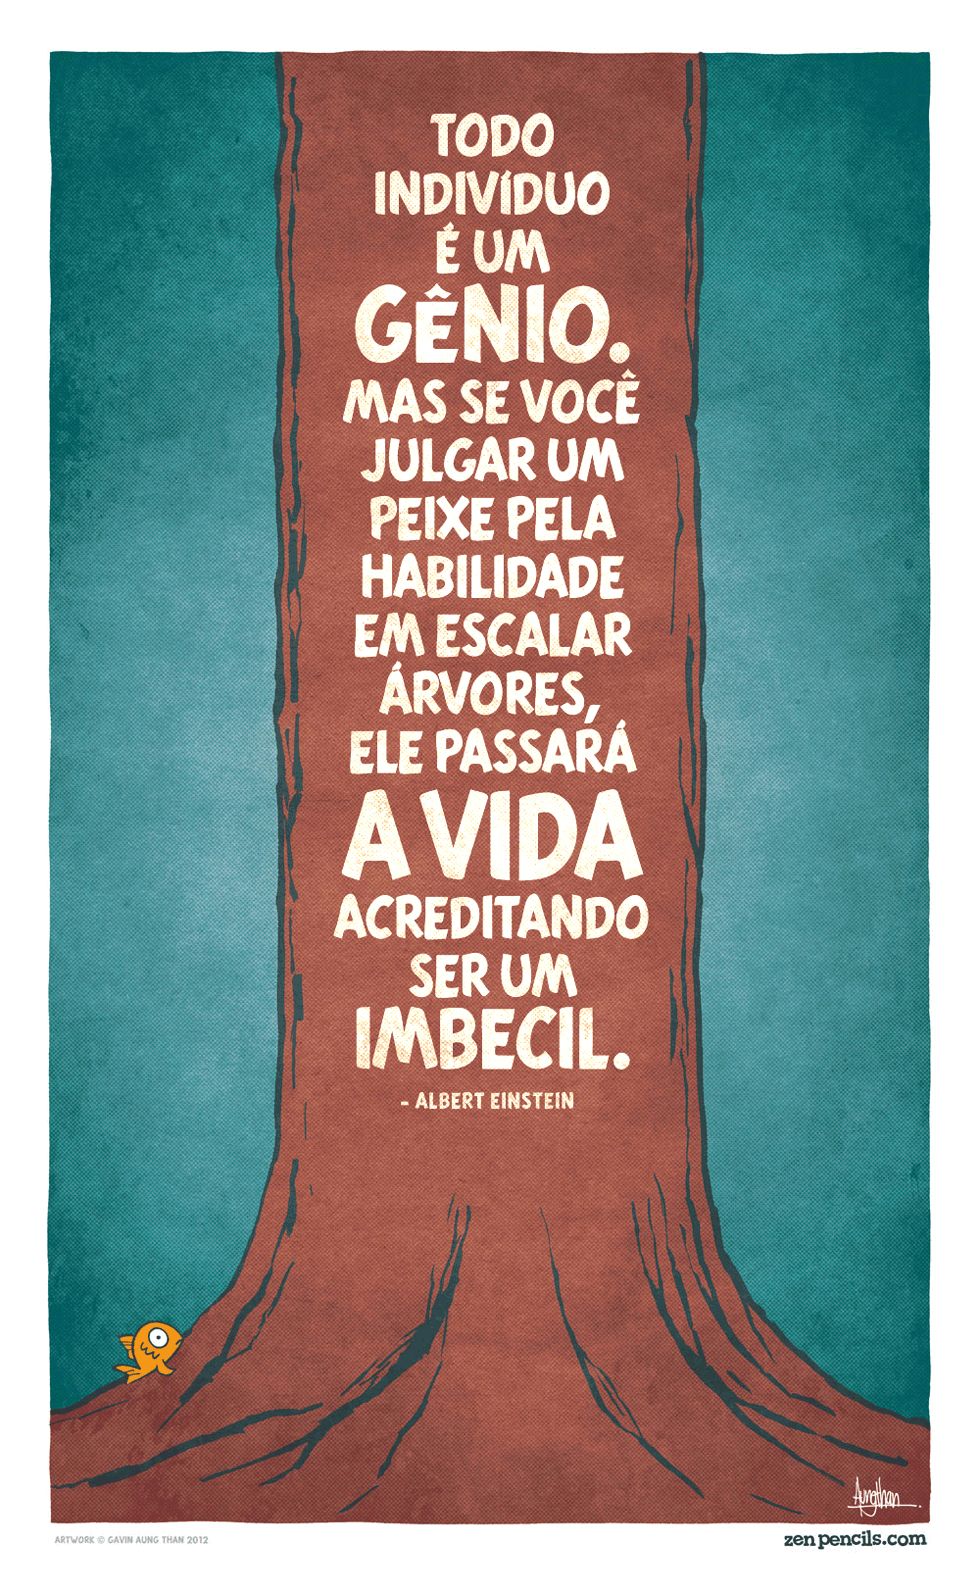 TODO
INDIVÍDUO
É UM
GÊNIO.
MAS SE VOCÊ
JULGAR UM
PEIXE PELA
HABILIDADE
EM ESCALAR
ÁRVORES,
ELE PASSARÁ
A VIDA
ACREDITANDO
SER UM
IMBECIL.
- ALBERT EINSTEIN
Aungthan
ARTWORK © GAVIN AUNG THAN 2012
zen pencils.com